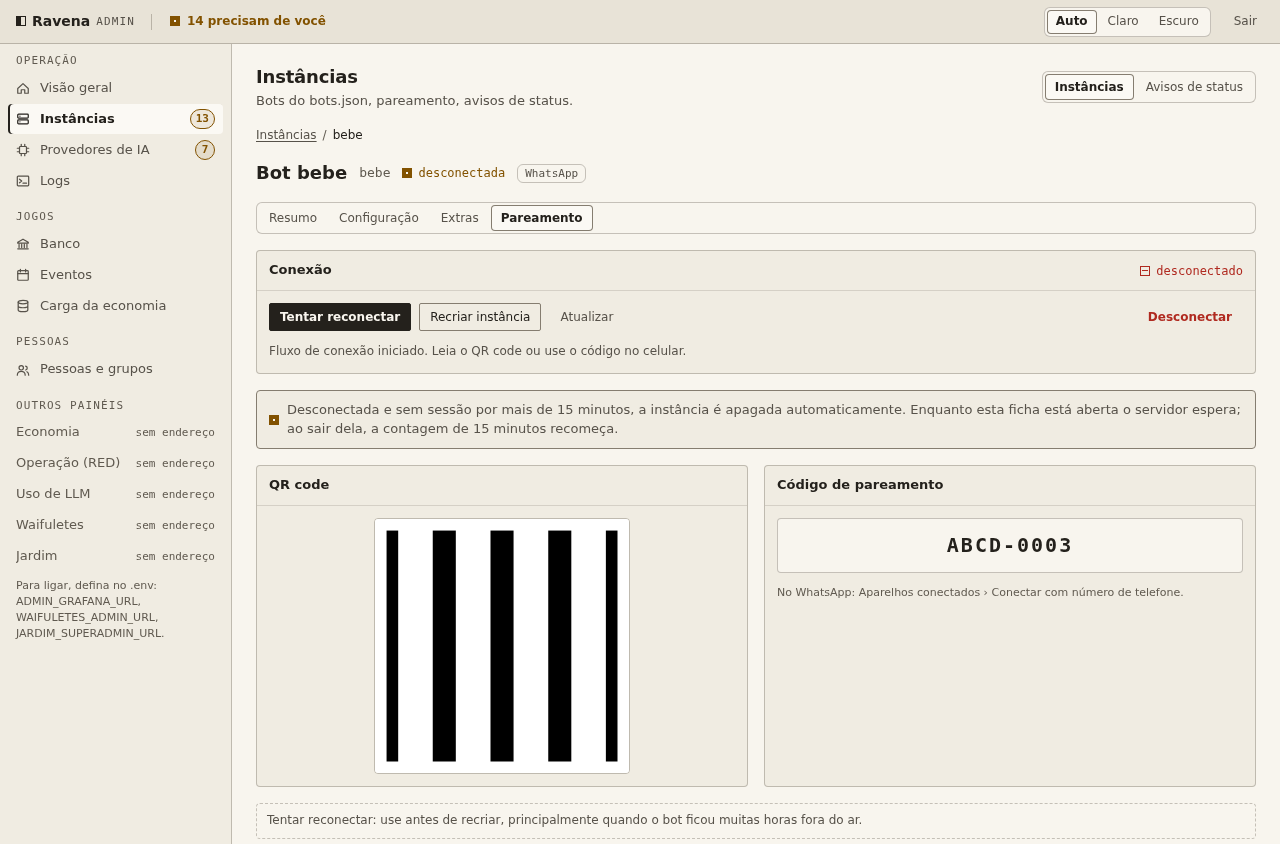 Ravena ADMIN
14 precisam de você
Auto Claro Escuro Sair
OPERAÇÃO
Visão geral
Instâncias 13
Provedores de IA 7
Logs
JOGOS
Banco
Eventos
Carga da economia
PESSOAS
Pessoas e grupos
OUTROS PAINÉIS
Economia sem endereço
Operação (RED) sem endereço
Uso de LLM sem endereço
Waifuletes sem endereço
Jardim sem endereço
Para ligar, defina no .env:
ADMIN_GRAFANA_URL,
WAIFULETES_ADMIN_URL,
JARDIM_SUPERADMIN_URL.
Instâncias
Bots do bots.json, pareamento, avisos de status.
Instâncias Avisos de status
Instâncias / bebe
Bot bebe bebe desconectada WhatsApp
Resumo Configuração Extras Pareamento
Conexão desconectado
Tentar reconectar Recriar instância Atualizar Desconectar
Fluxo de conexão iniciado. Leia o QR code ou use o código no celular.
Desconectada e sem sessão por mais de 15 minutos, a instância é apagada automaticamente. Enquanto esta ficha está aberta o servidor espera;
ao sair dela, a contagem de 15 minutos recomeça.
QR code
Código de pareamento
ABCD-0003
No WhatsApp: Aparelhos conectados › Conectar com número de telefone.
Tentar reconectar: use antes de recriar, principalmente quando o bot ficou muitas horas fora do ar.